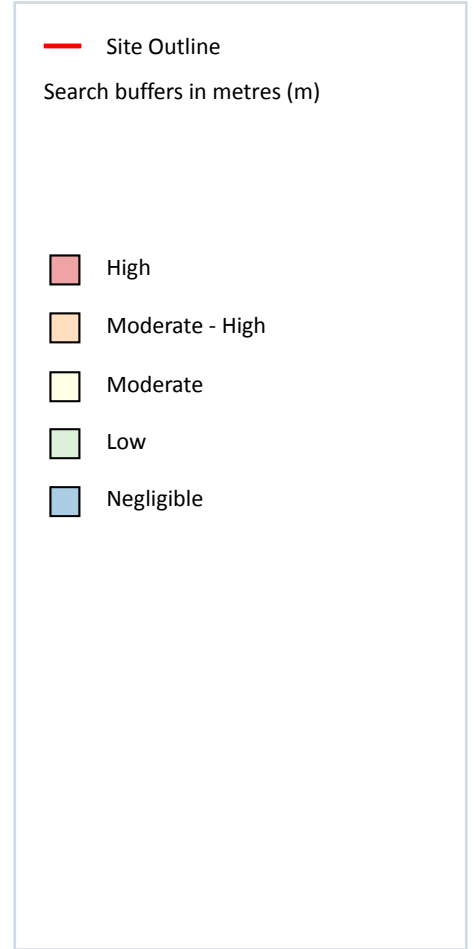 Site Outline
Search buffers in metres (m)
High
Moderate - High
Moderate
Low
Negligible